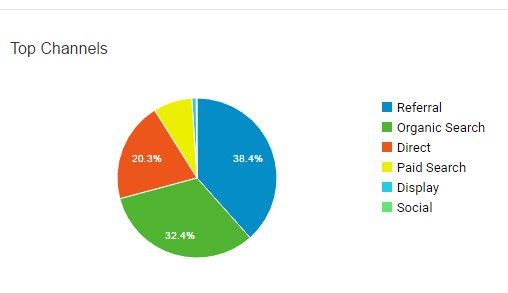 Top Channels
38.4%
32.4%
20.3%
Referral
Organic Search
Direct
Paid Search
Display
Social